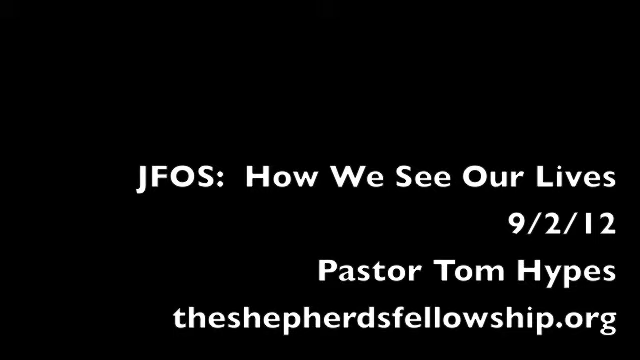 JFOS:  How We See Our Lives
9/2/12
Pastor Tom Hypes
theshepherdsfellowship.org